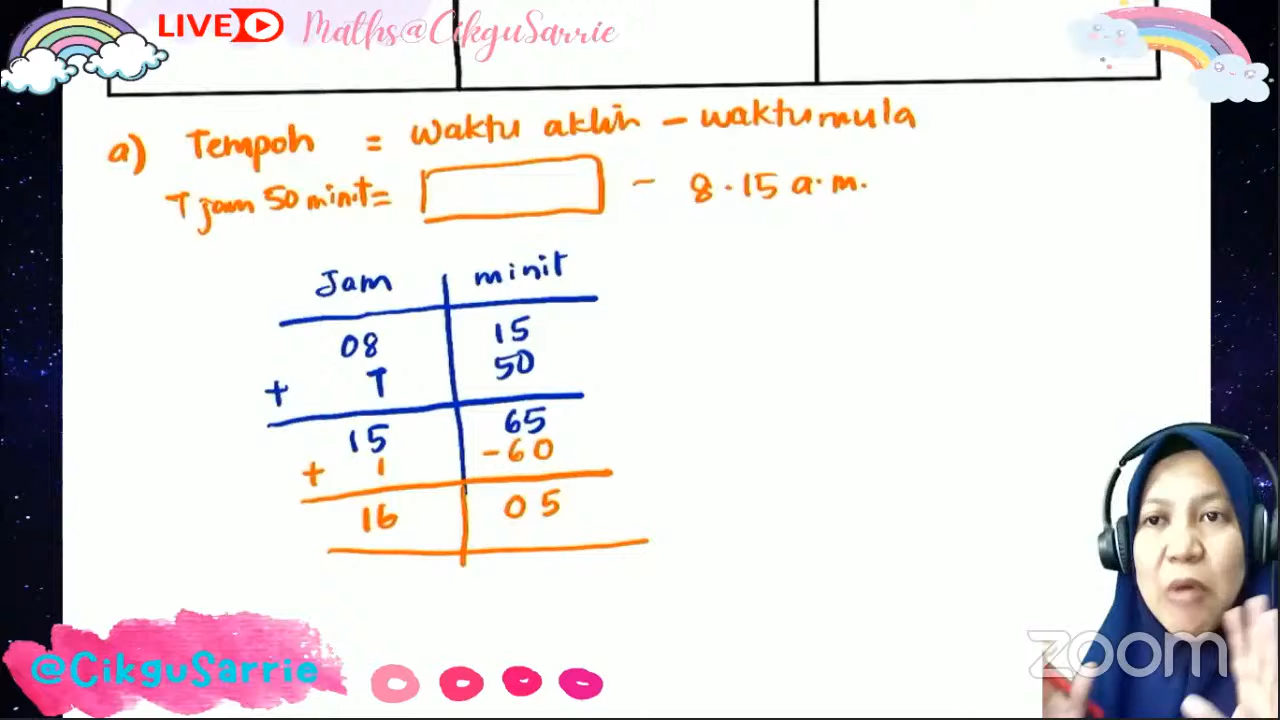 LIVE Maths@CikguSarrie
a) Tempoh = waktu akhir - waktu mula
7 jam 50 minit = - 8.15 a.m.
Jam minit
08 15
+ 7 50
15 65
+ 1 -60
16 05
@CikguSarrie
zoom